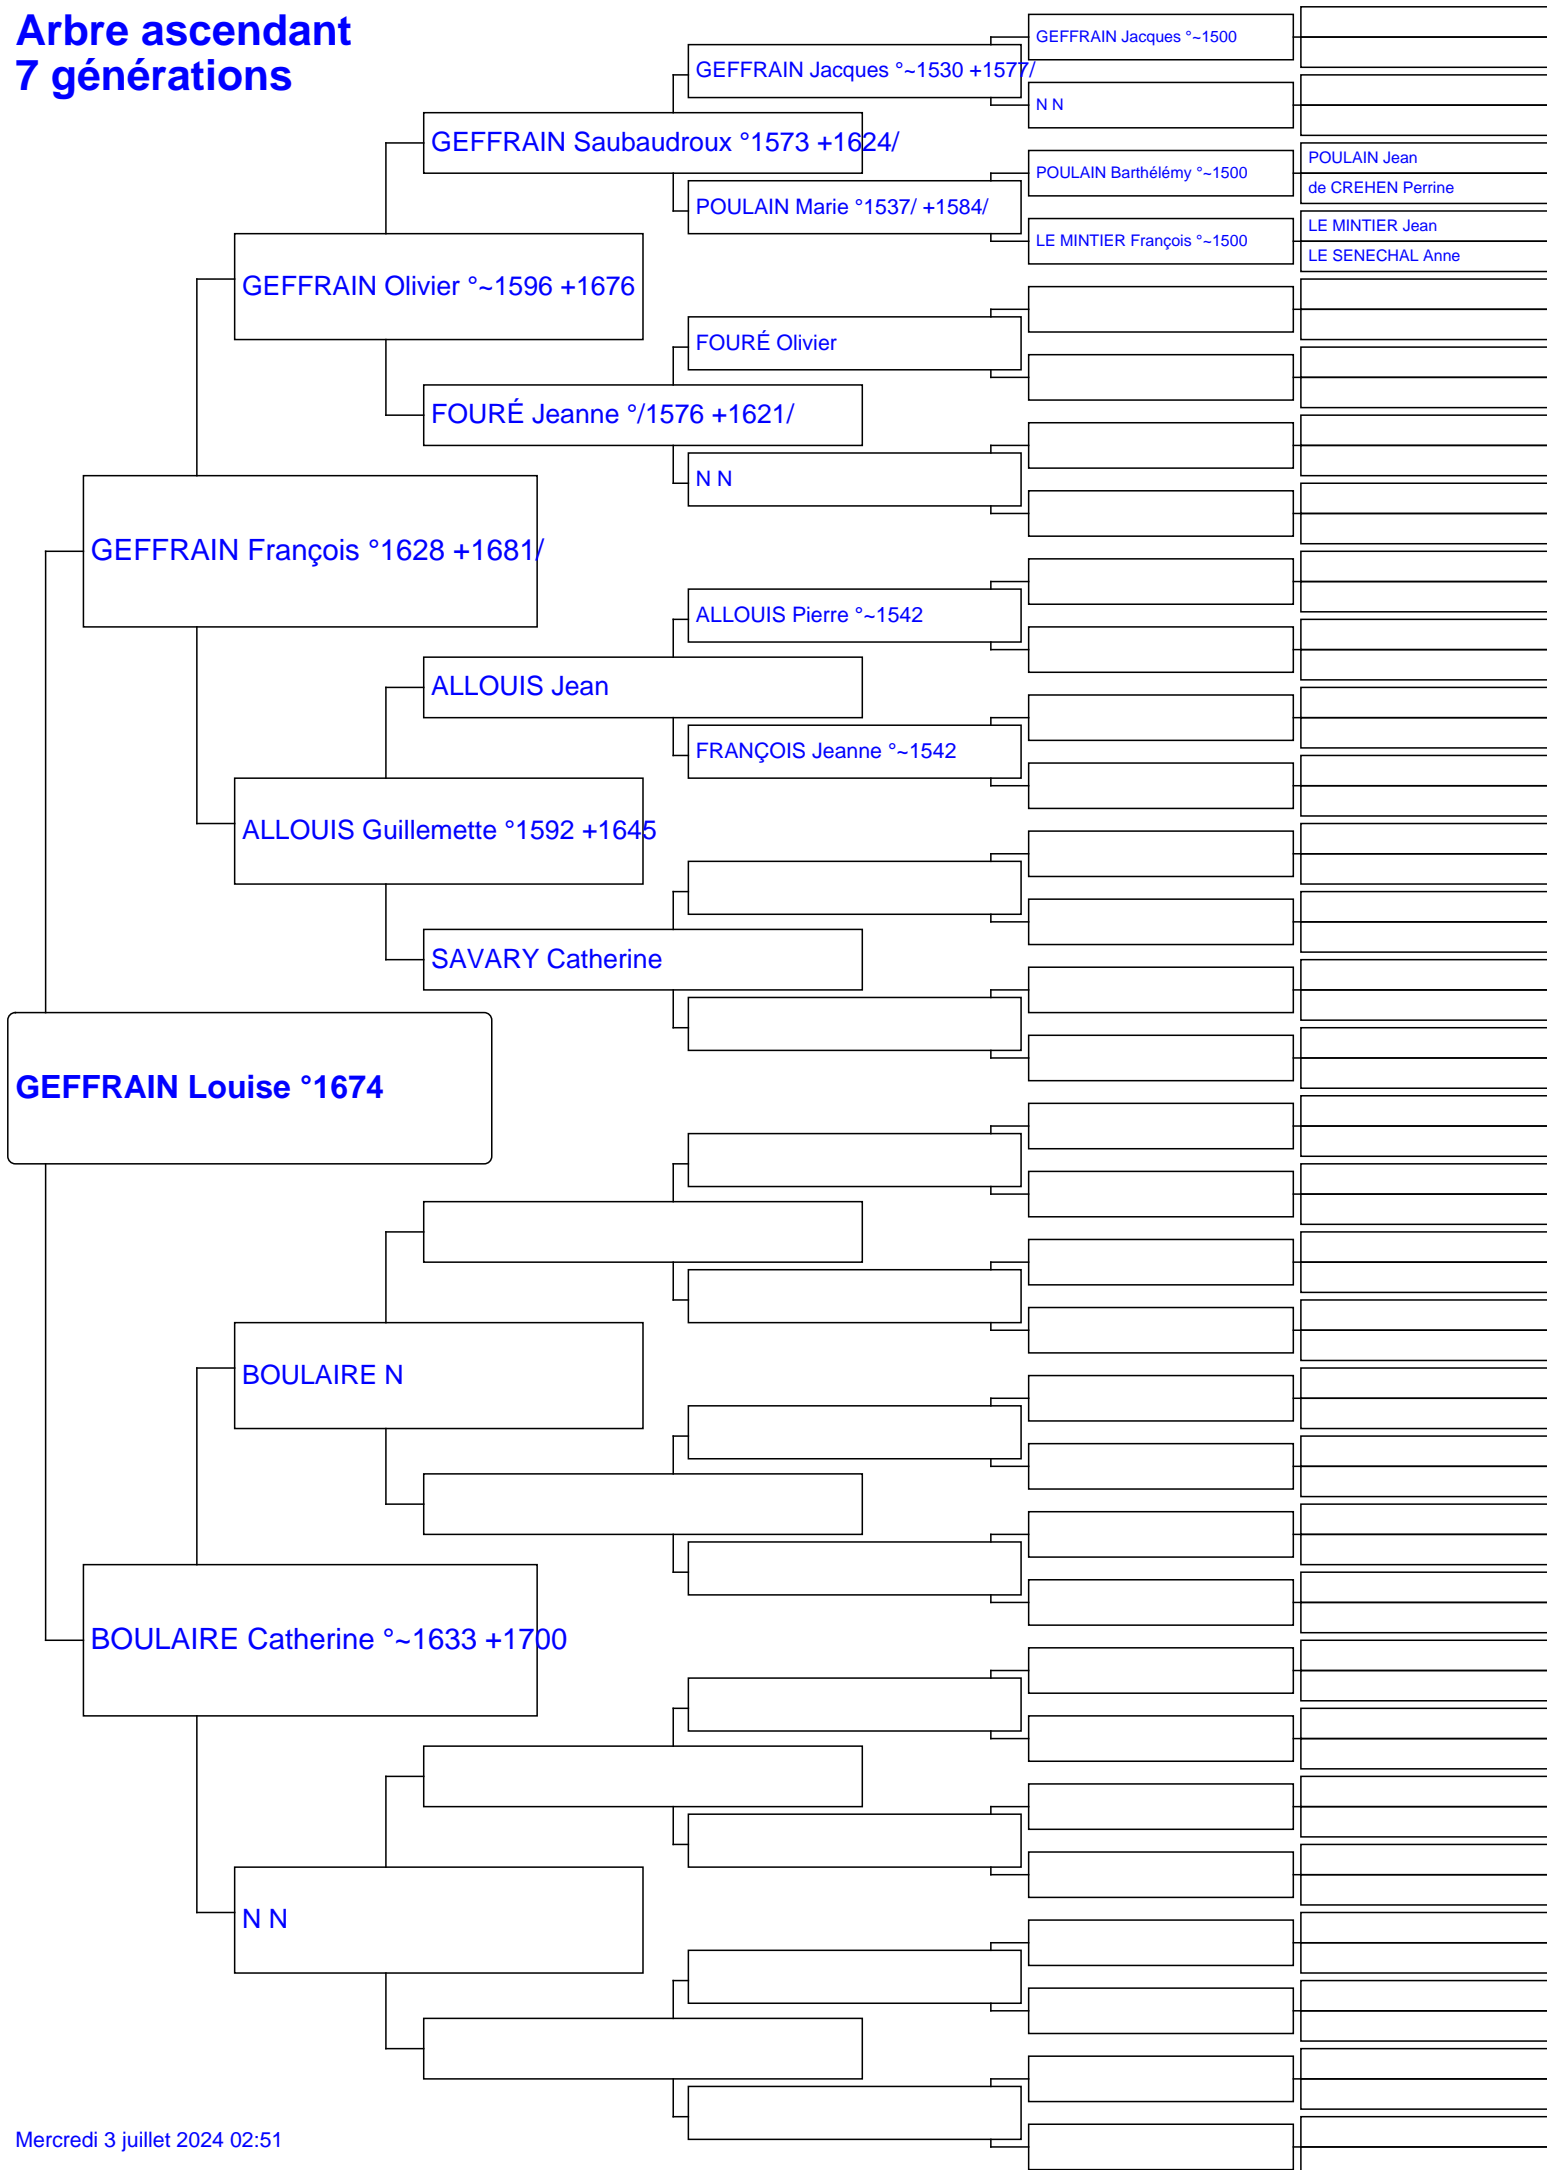 Arbre ascendant
7 générations
GEFFRAIN Jacques °~1500
GEFFRAIN Jacques °~1530 +1577/
N N
GEFFRAIN Saubaudroux °1573 +1624/
POULAIN Jean
POULAIN Barthélémy °~1500
de CREHEN Perrine
POULAIN Marie °1537/ +1584/
LE MINTIER Jean
LE MINTIER François °~1500
LE SENECHAL Anne
GEFFRAIN Olivier °~1596 +1676
FOURÉ Olivier
FOURÉ Jeanne °/1576 +1621/
N N
GEFFRAIN François °1628 +1681/
ALLOUIS Pierre °~1542
ALLOUIS Jean
FRANÇOIS Jeanne °~1542
ALLOUIS Guillemette °1592 +1645
SAVARY Catherine
GEFFRAIN Louise °1674
BOULAIRE N
BOULAIRE Catherine °~1633 +1700
N N
Mercredi 3 juillet 2024 02:51